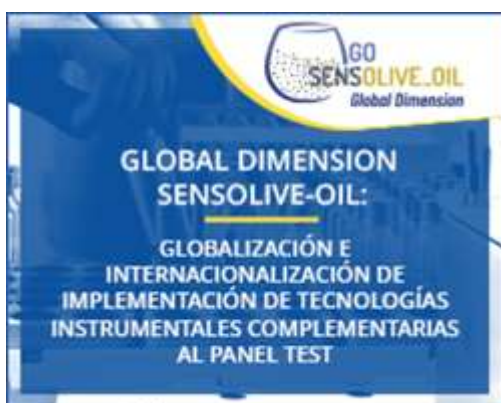 GO
SENSOLIVE_OIL
Global Dimension
GLOBAL DIMENSION
SENSOLIVE-OIL:
GLOBALIZACIÓN E
INTERNACIONALIZACIÓN DE
IMPLEMENTACIÓN DE TECNOLOGÍAS
INSTRUMENTALES COMPLEMENTARIAS
AL PANEL TEST